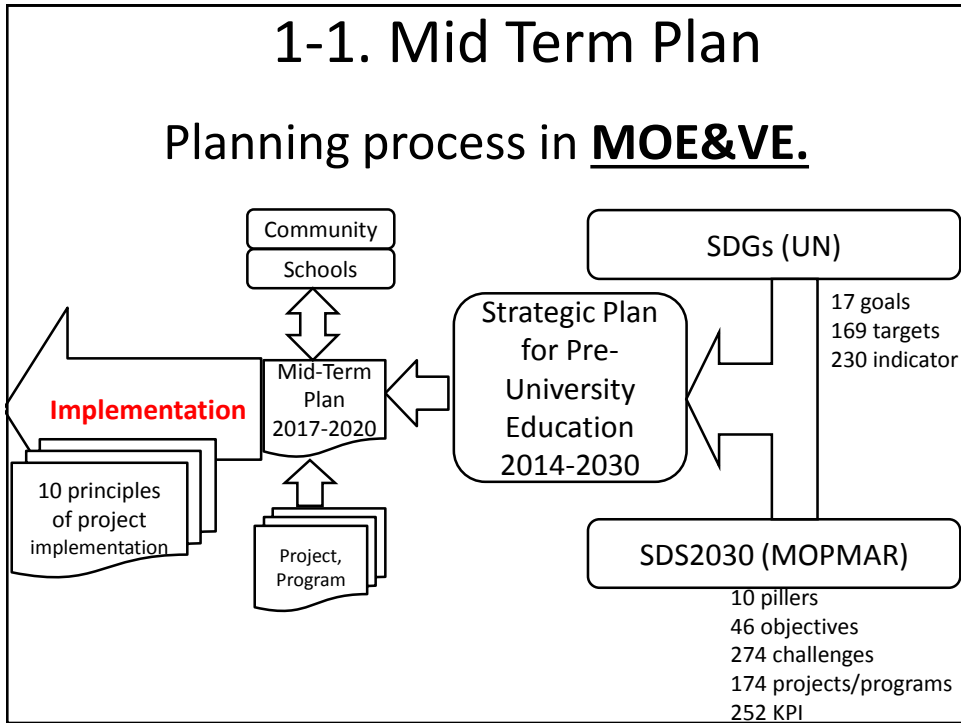 1-1. Mid Term Plan
Planning process in MOE&VE.
Community
Schools
SDGs (UN)
17 goals
169 targets
230 indicator
Strategic Plan
for Pre-
University
Education
2014-2030
Mid-Term
Plan
2017-2020
Implementation
10 principles
of project
implementation
Project,
Program
SDS2030 (MOPMAR)
10 pillers
46 objectives
274 challenges
174 projects/programs
252 KPI